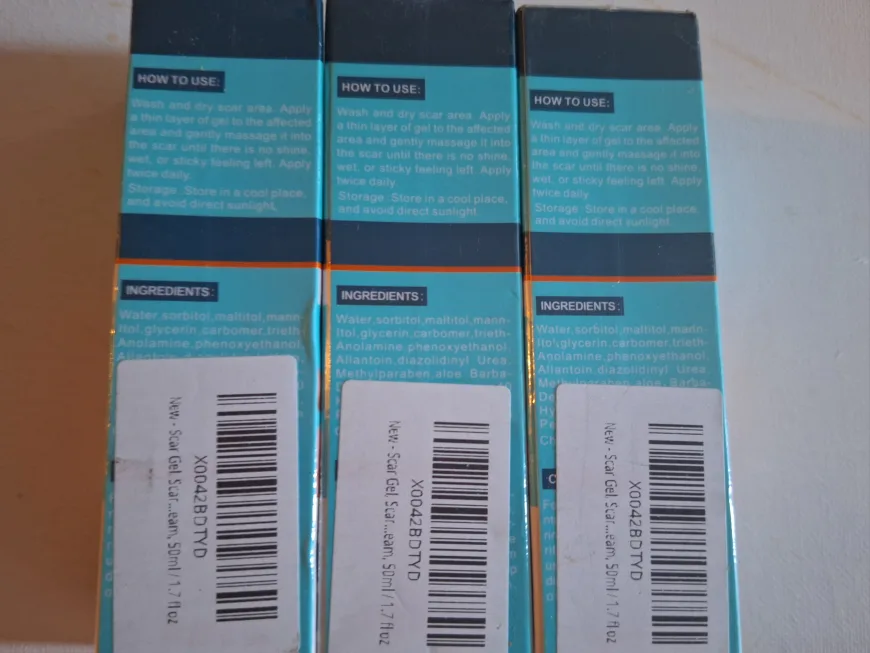 HOW TO USE:
Wash and dry scar area. Apply
a thin layer of gel to the affected
area and gently massage it into
the scar until there is no shine,
wet, or sticky feeling left. Apply
twice daily.
Storage :Store in a cool place,
and avoid direct sunlight.
INGREDIENTS :
Water,sorbitol,maltitol,mann-
Itol,glycerin,carbomer,trieth-
Anolamine,phenoxyethanol.
Allantoin
X0042BDTYD
New - Scar Gel, Scar...eam, 50ml / 1.7 fl oz
HOW TO USE:
Wash and dry scar area. Apply
a thin layer of gel to the affected
area and gently massage it into
the scar until there is no shine,
wet, or sticky feeling left. Apply
twice daily
Storage :Store in a cool place,
and avoid direct sunlight.
INGREDIENTS :
Water,sorbitol,maltitol,mann-
Itol,glycerin,carbomer,trieth-
Anolamine,phenoxyethanol.
Allantoin,diazolidinyl Urea.
Methylparaben,aloe Barba-
X0042BDTYD
New - Scar Gel, Scar...eam, 50ml / 1.7 fl oz
HOW TO USE:
Wash and dry scar area. Apply
a thin layer of gel to the affected
area and gently massage it into
the scar until there is no shine,
wet, or sticky feeling left. Apply
twice daily
Storage :Store in a cool place,
and avoid direct sunlight.
INGREDIENTS :
Water,sorbitol,maltitol,mann-
Itol,glycerin,carbomer,trieth-
Anolamine,phenoxyethanol.
Allantoin,diazolidinyl Urea.
Methylparaben,aloe Barba-
De
Hy
Pe
Ch
X0042BDTYD
New - Scar Gel, Scar...eam, 50ml / 1.7 fl oz